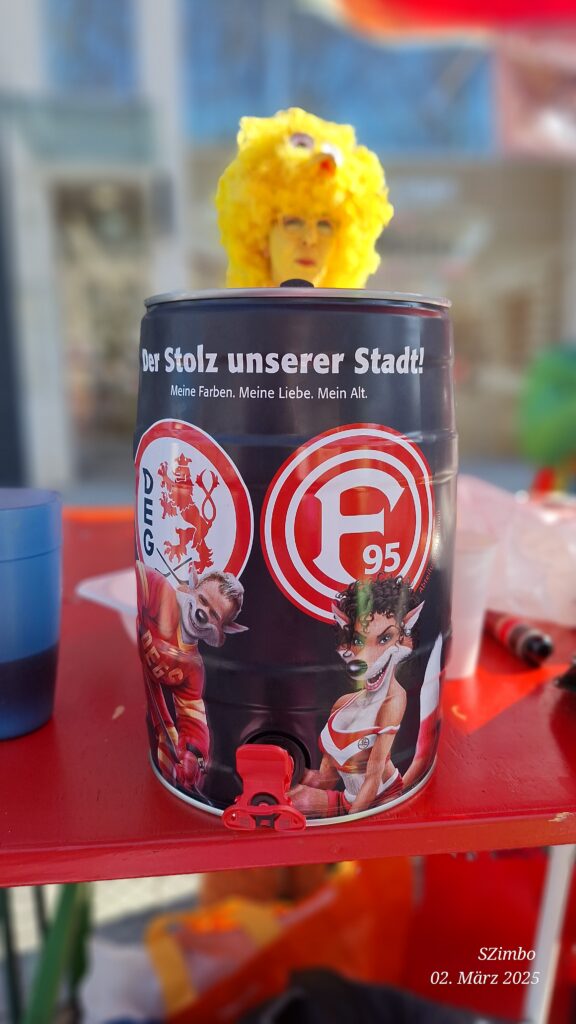 Der Stolz unserer Stadt!
Meine Farben. Meine Liebe. Mein Alt.
DEG
F
95
DEG
SZimbo
02. März 2025